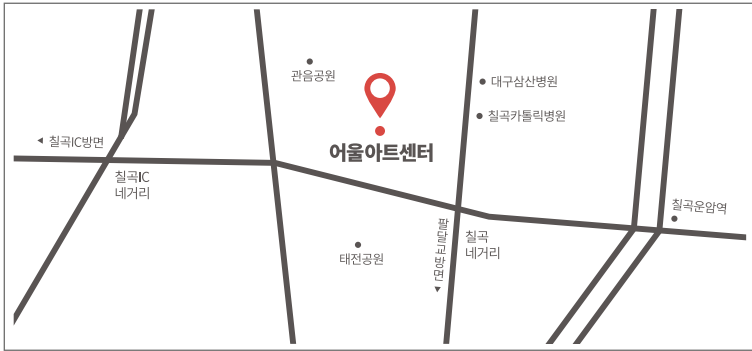 관음공원
대구삼산병원
칠곡카톨릭병원
어울아트센터
◀ 칠곡IC방면
칠곡IC
네거리
칠곡운암역
팔달교방면 ▼
칠곡
네거리
태전공원